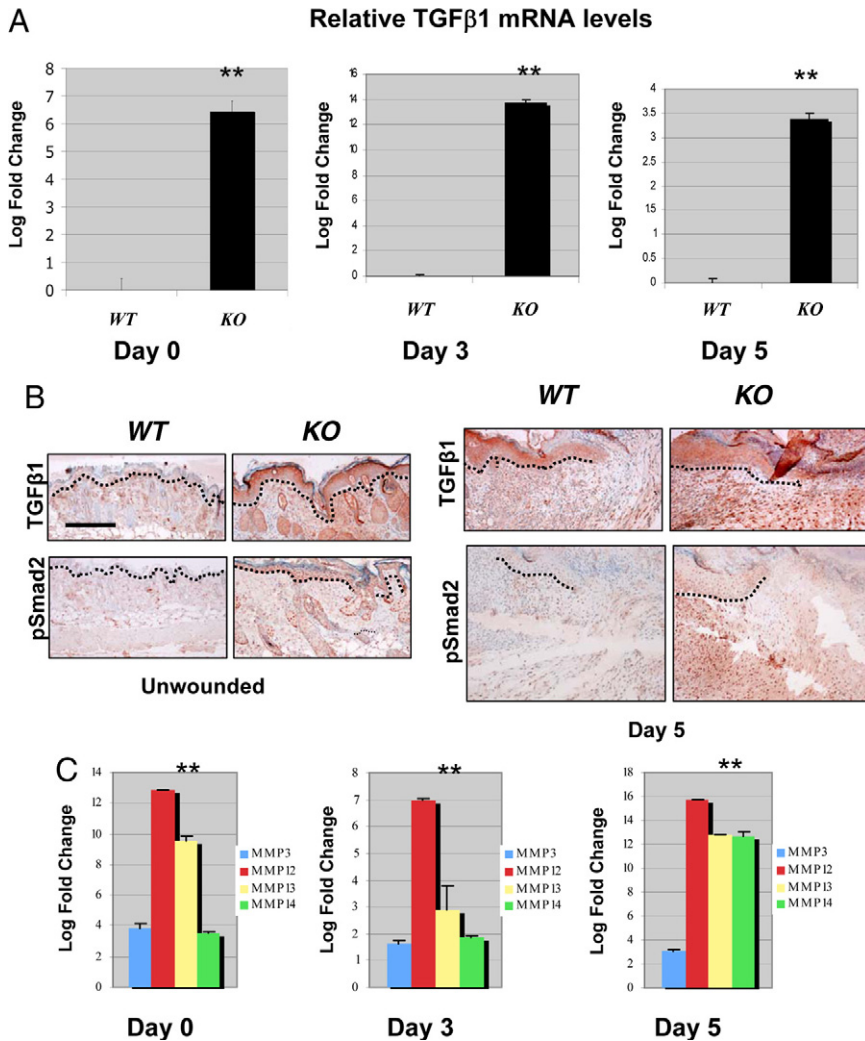 A
Relative TGFβ1 mRNA levels
Log Fold Change
8
7
6
5
4
3
2
1
0
**
WT
KO
Day 0
Log Fold Change
16
14
12
10
8
6
4
2
0
**
WT
KO
Day 3
Log Fold Change
4
3.5
3
2.5
2
1.5
1
0.5
0
**
WT
KO
Day 5
B
WT
KO
TGFβ1
pSmad2
Unwounded
WT
KO
TGFβ1
pSmad2
Day 5
C
Log Fold Change
14
12
10
8
6
4
2
0
**
MMP3
MMP12
MMP13
MMP14
Day 0
Log Fold Change
8
7
6
5
4
3
2
1
0
**
MMP3
MMP12
MMP13
MMP14
Day 3
Log Fold Change
18
16
14
12
10
8
6
4
2
0
**
MMP3
MMP12
MMP13
MMP14
Day 5